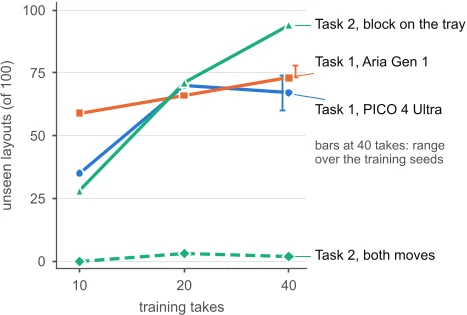 100
75
50
25
0
unseen layouts (of 100)
10
20
40
training takes
Task 2, block on the tray
Task 1, Aria Gen 1
Task 1, PICO 4 Ultra
bars at 40 takes: range
over the training seeds
Task 2, both moves